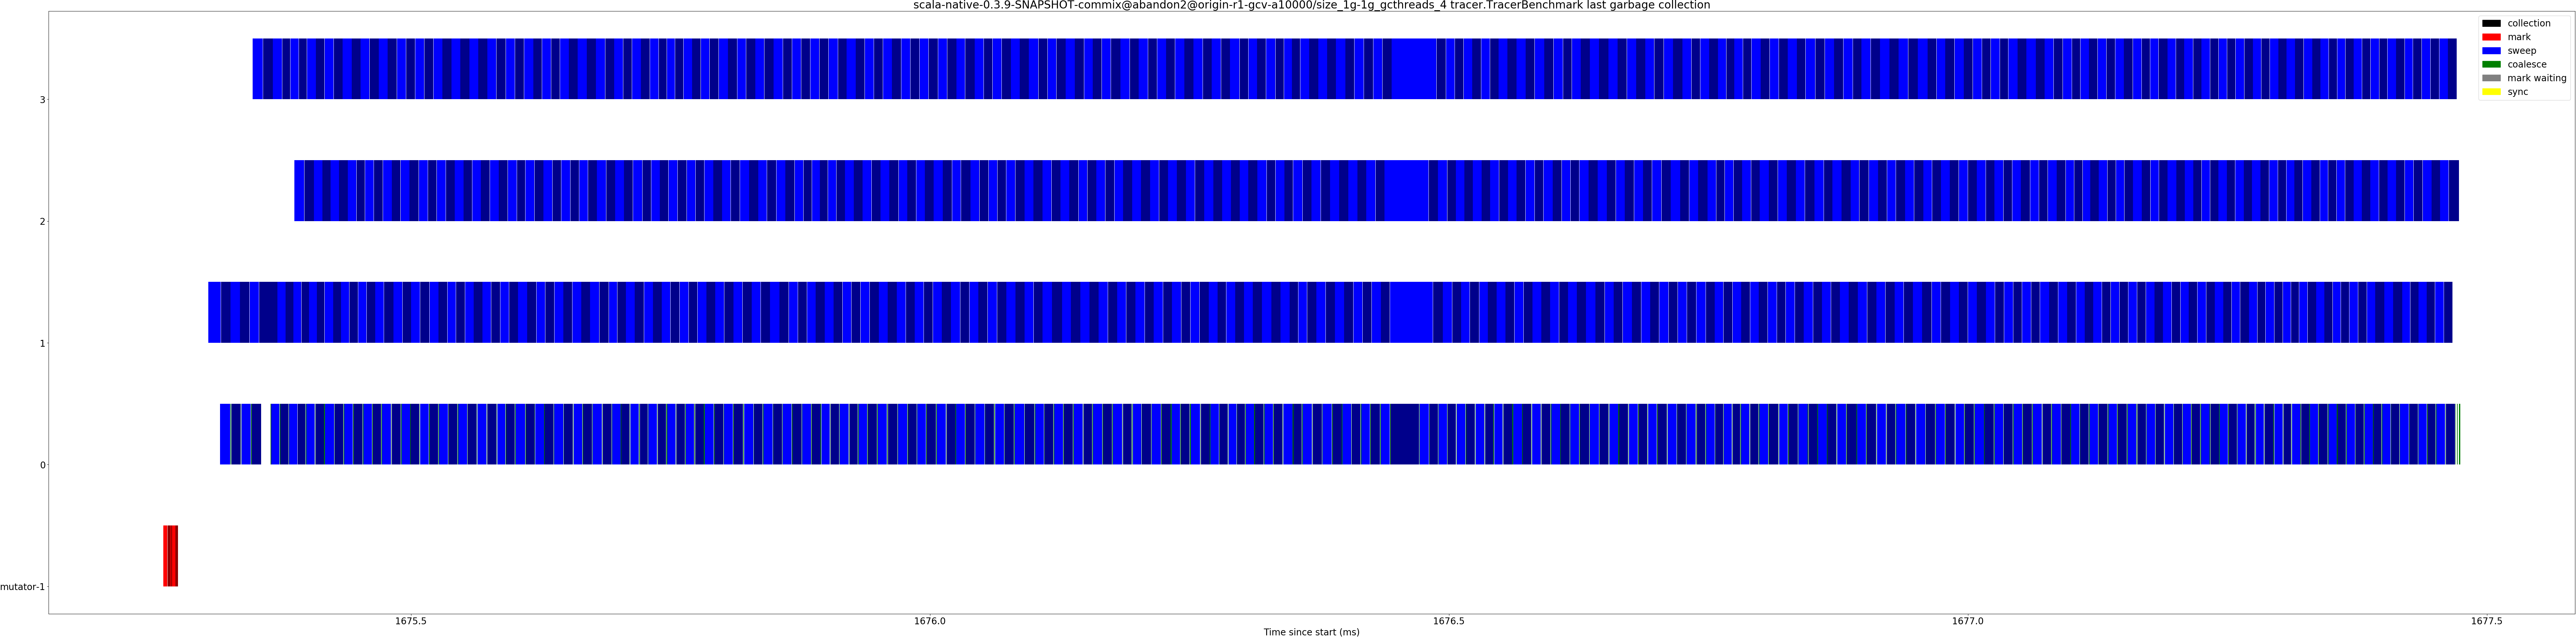 scala-native-0.3.9-SNAPSHOT-commix@abandon2@origin-r1-gcv-a10000/size_1g-1g_gcthreads_4 tracer.TracerBenchmark last garbage collection
collection
mark
sweep
coalesce
mark waiting
sync
3
2
1
0
mutator-1
1675.5
1676.0
1676.5
1677.0
1677.5
Time since start (ms)